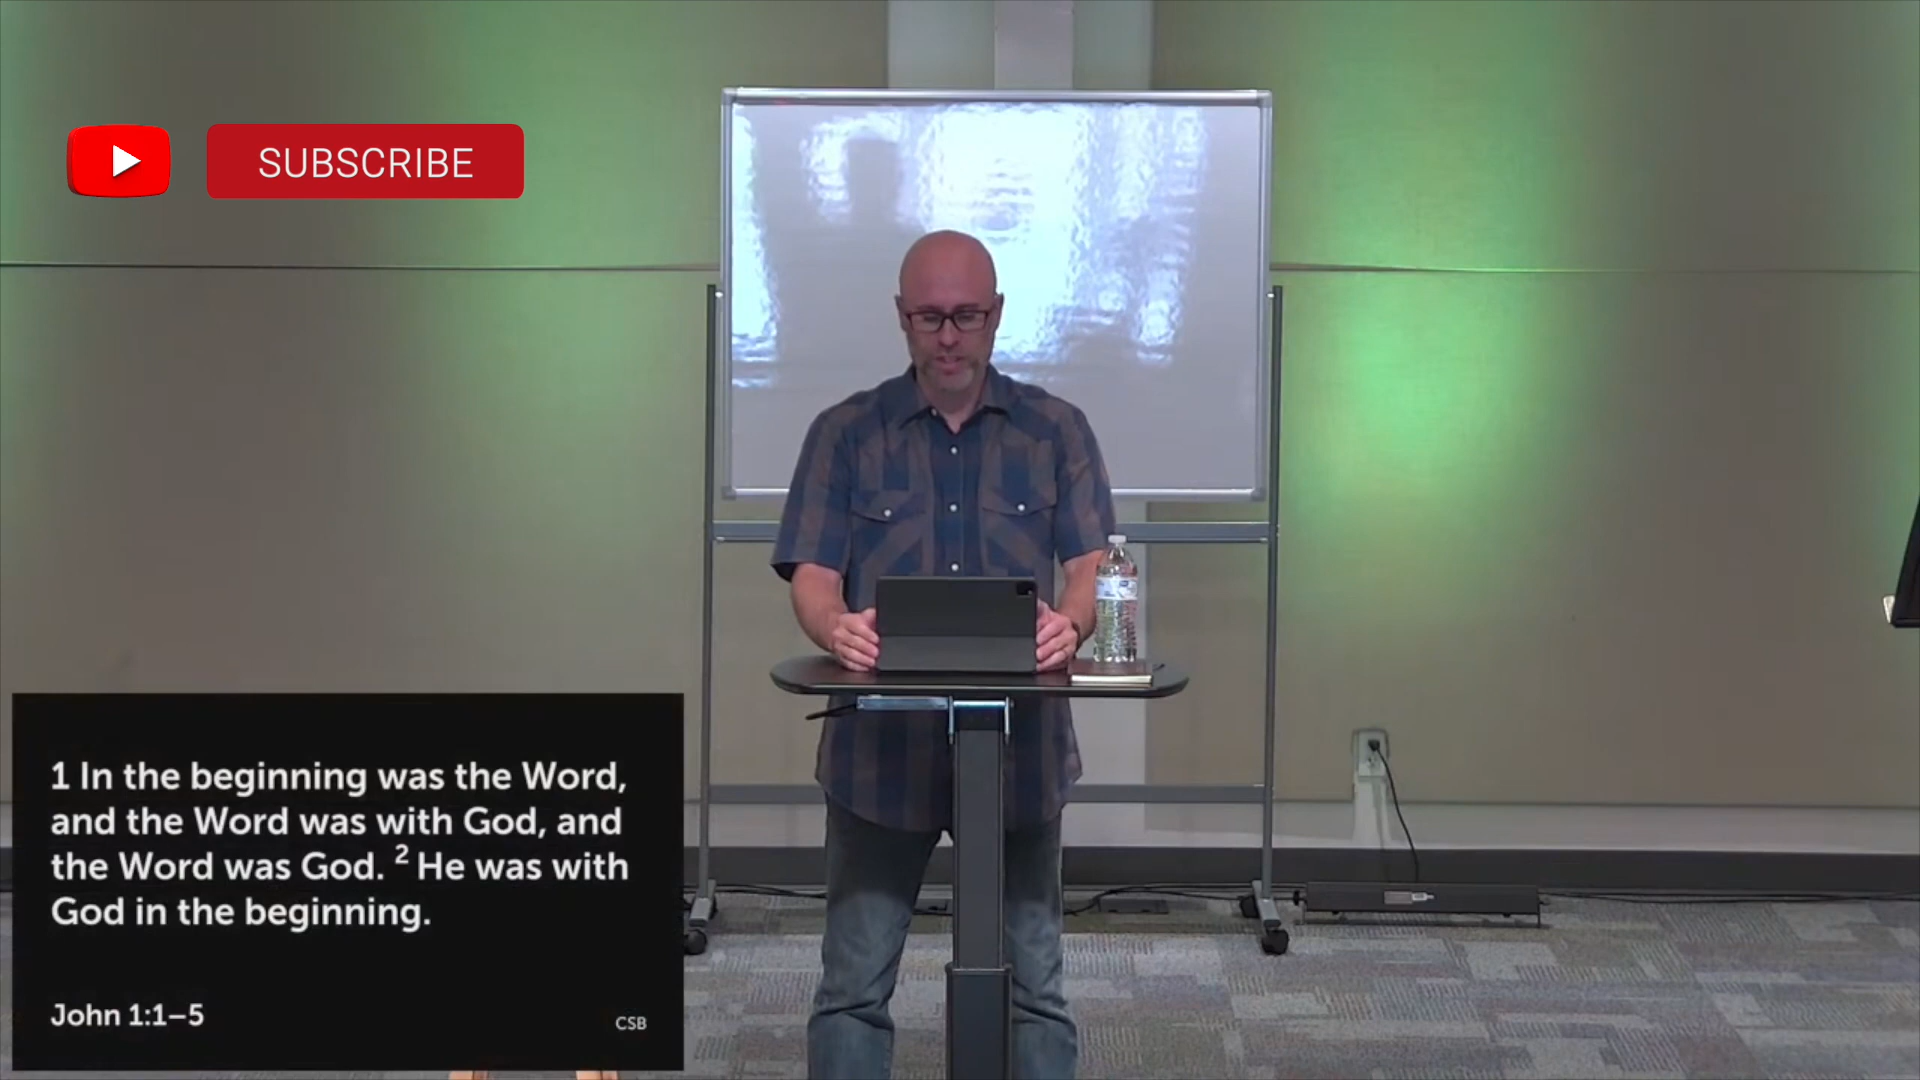 SUBSCRIBE
1 In the beginning was the Word,
and the Word was with God, and
the Word was God. ² He was with
God in the beginning.
John 1:1–5
CSB